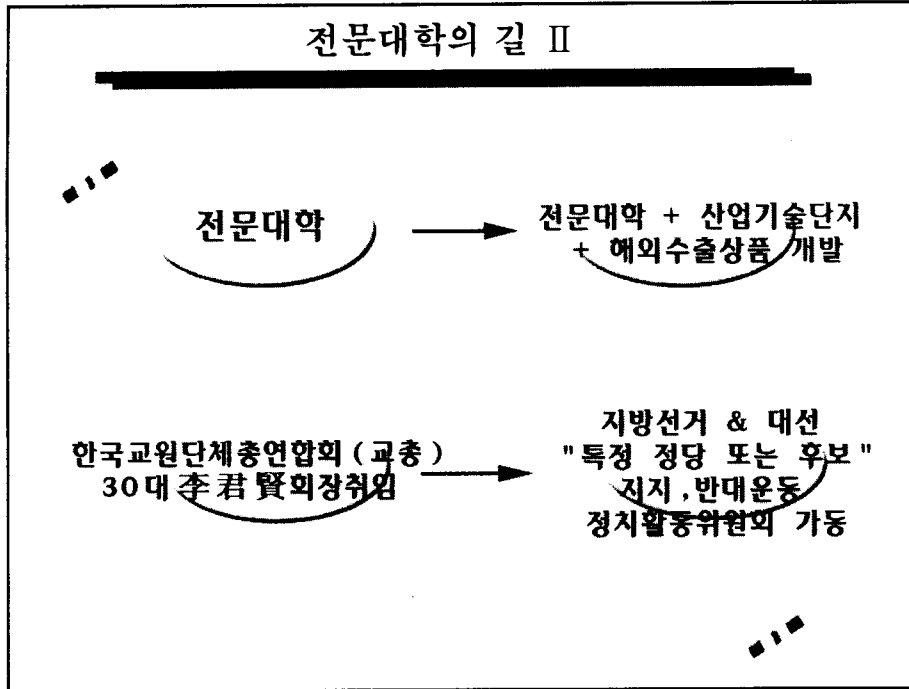 전문대학의 길 Ⅱ
전문대학
전문대학 + 산업기술단지
+ 해외수출상품 개발
한국교원단체총연합회(교총)
30대 李君賢회장취임
지방선거 & 대선
"특정 정당 또는 후보"
지지,반대운동
정치활동위원회 가동